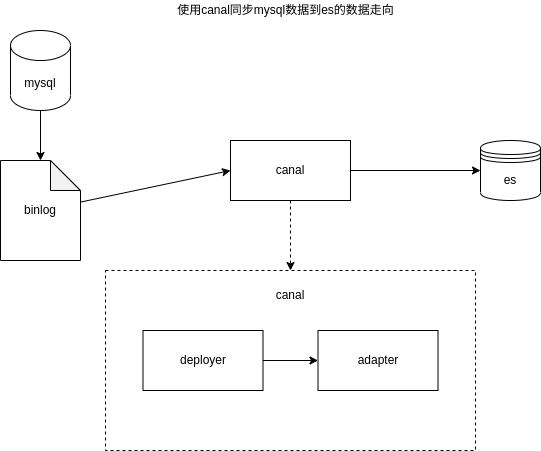 使用canal同步mysql数据到es的数据走向
mysql
canal
es
binlog
canal
deployer
adapter